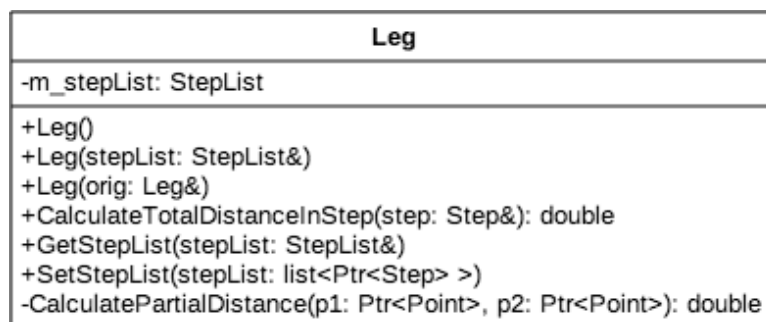 Leg
-m_stepList: StepList
+Leg()
+Leg(stepList: StepList&)
+Leg(orig: Leg&)
+CalculateTotalDistanceInStep(step: Step&): double
+GetStepList(stepList: StepList&)
+SetStepList(stepList: list<Ptr<Step> >)
-CalculatePartialDistance(p1: Ptr<Point>, p2: Ptr<Point>): double